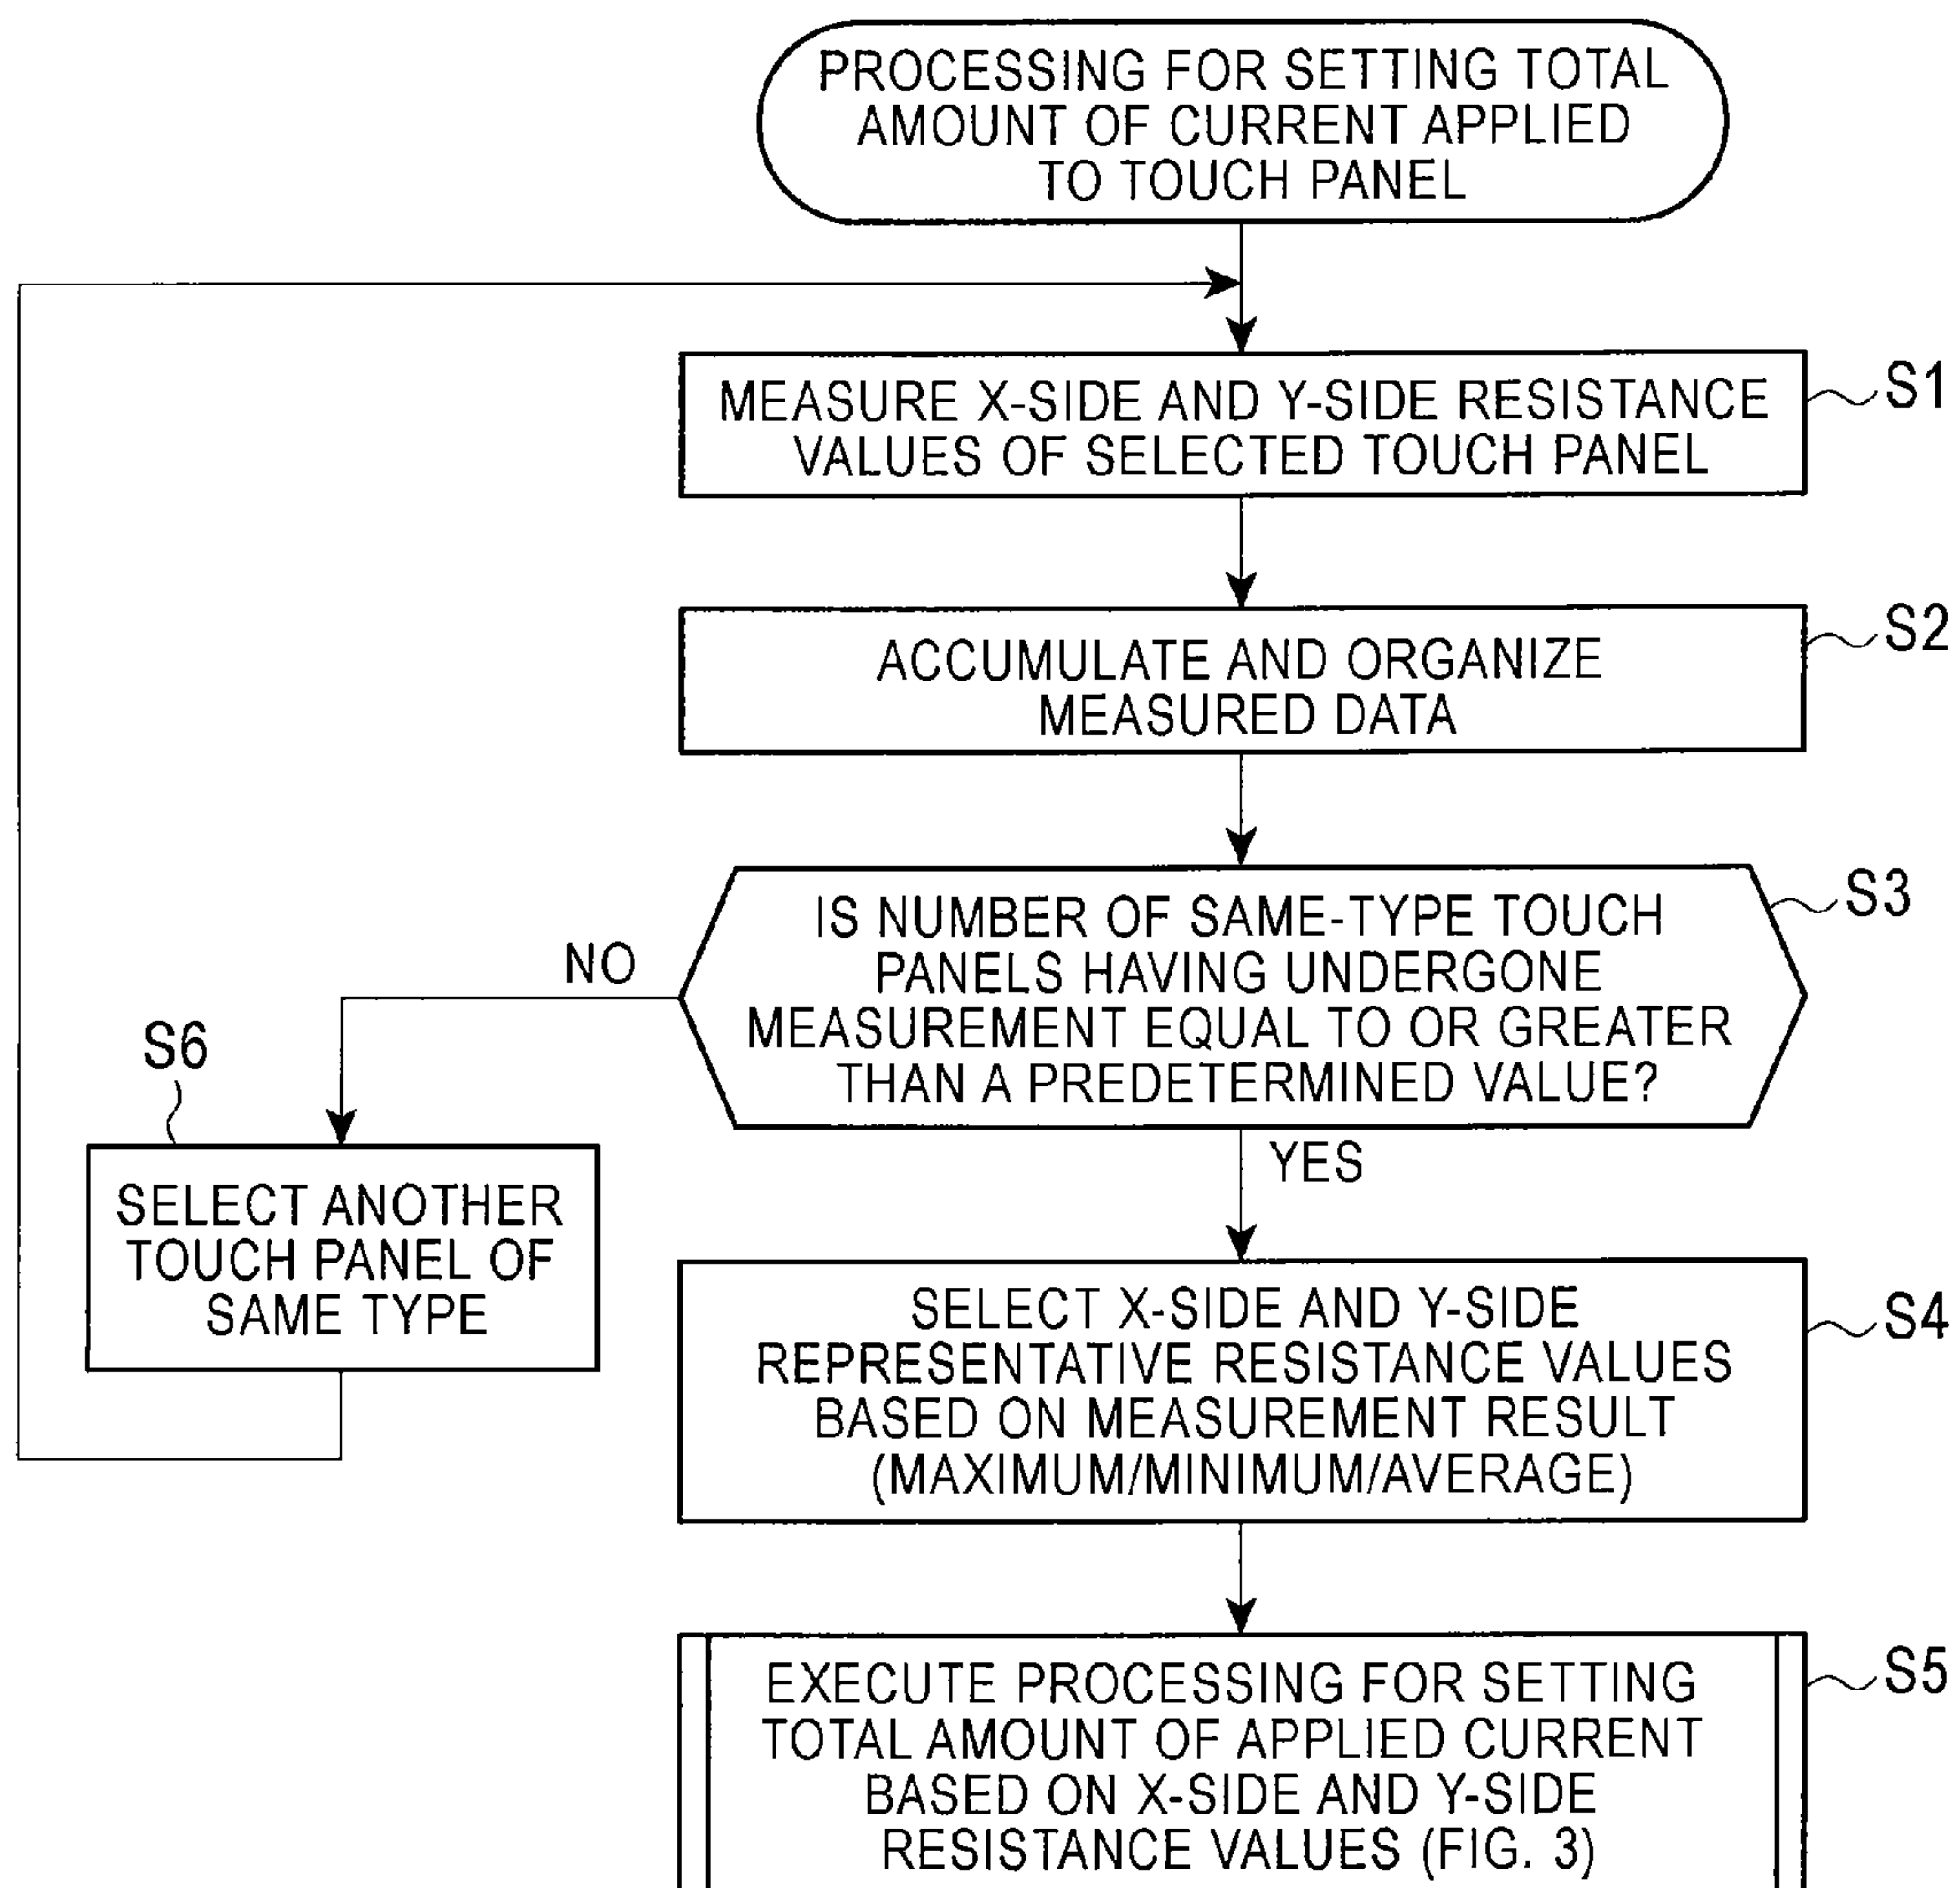 PROCESSING FOR SETTING TOTAL
AMOUNT OF CURRENT APPLIED
TO TOUCH PANEL
MEASURE X-SIDE AND Y-SIDE RESISTANCE
VALUES OF SELECTED TOUCH PANEL
S1
ACCUMULATE AND ORGANIZE
MEASURED DATA
S2
IS NUMBER OF SAME-TYPE TOUCH
PANELS HAVING UNDERGONE
MEASUREMENT EQUAL TO OR GREATER
THAN A PREDETERMINED VALUE?
S3
NO
YES
S6
SELECT ANOTHER
TOUCH PANEL OF
SAME TYPE
SELECT X-SIDE AND Y-SIDE
REPRESENTATIVE RESISTANCE VALUES
BASED ON MEASUREMENT RESULT
(MAXIMUM/MINIMUM/AVERAGE)
S4
EXECUTE PROCESSING FOR SETTING
TOTAL AMOUNT OF APPLIED CURRENT
BASED ON X-SIDE AND Y-SIDE
RESISTANCE VALUES (FIG. 3)
S5